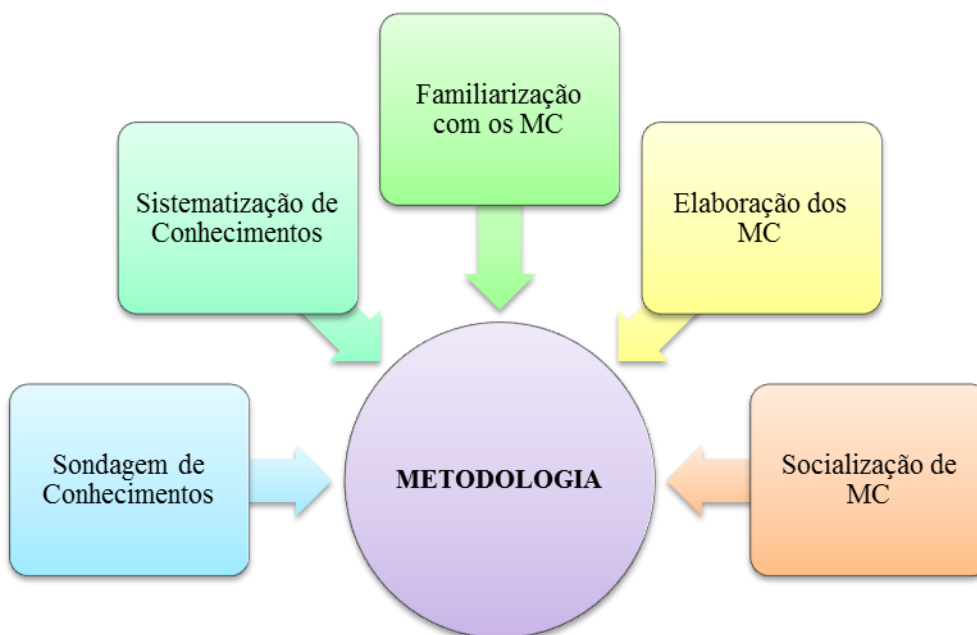 Familiarização
com os MC
Sistematização de
Conhecimentos
Elaboração dos
MC
Sondagem de
Conhecimentos
METODOLOGIA
Socialização de
MC